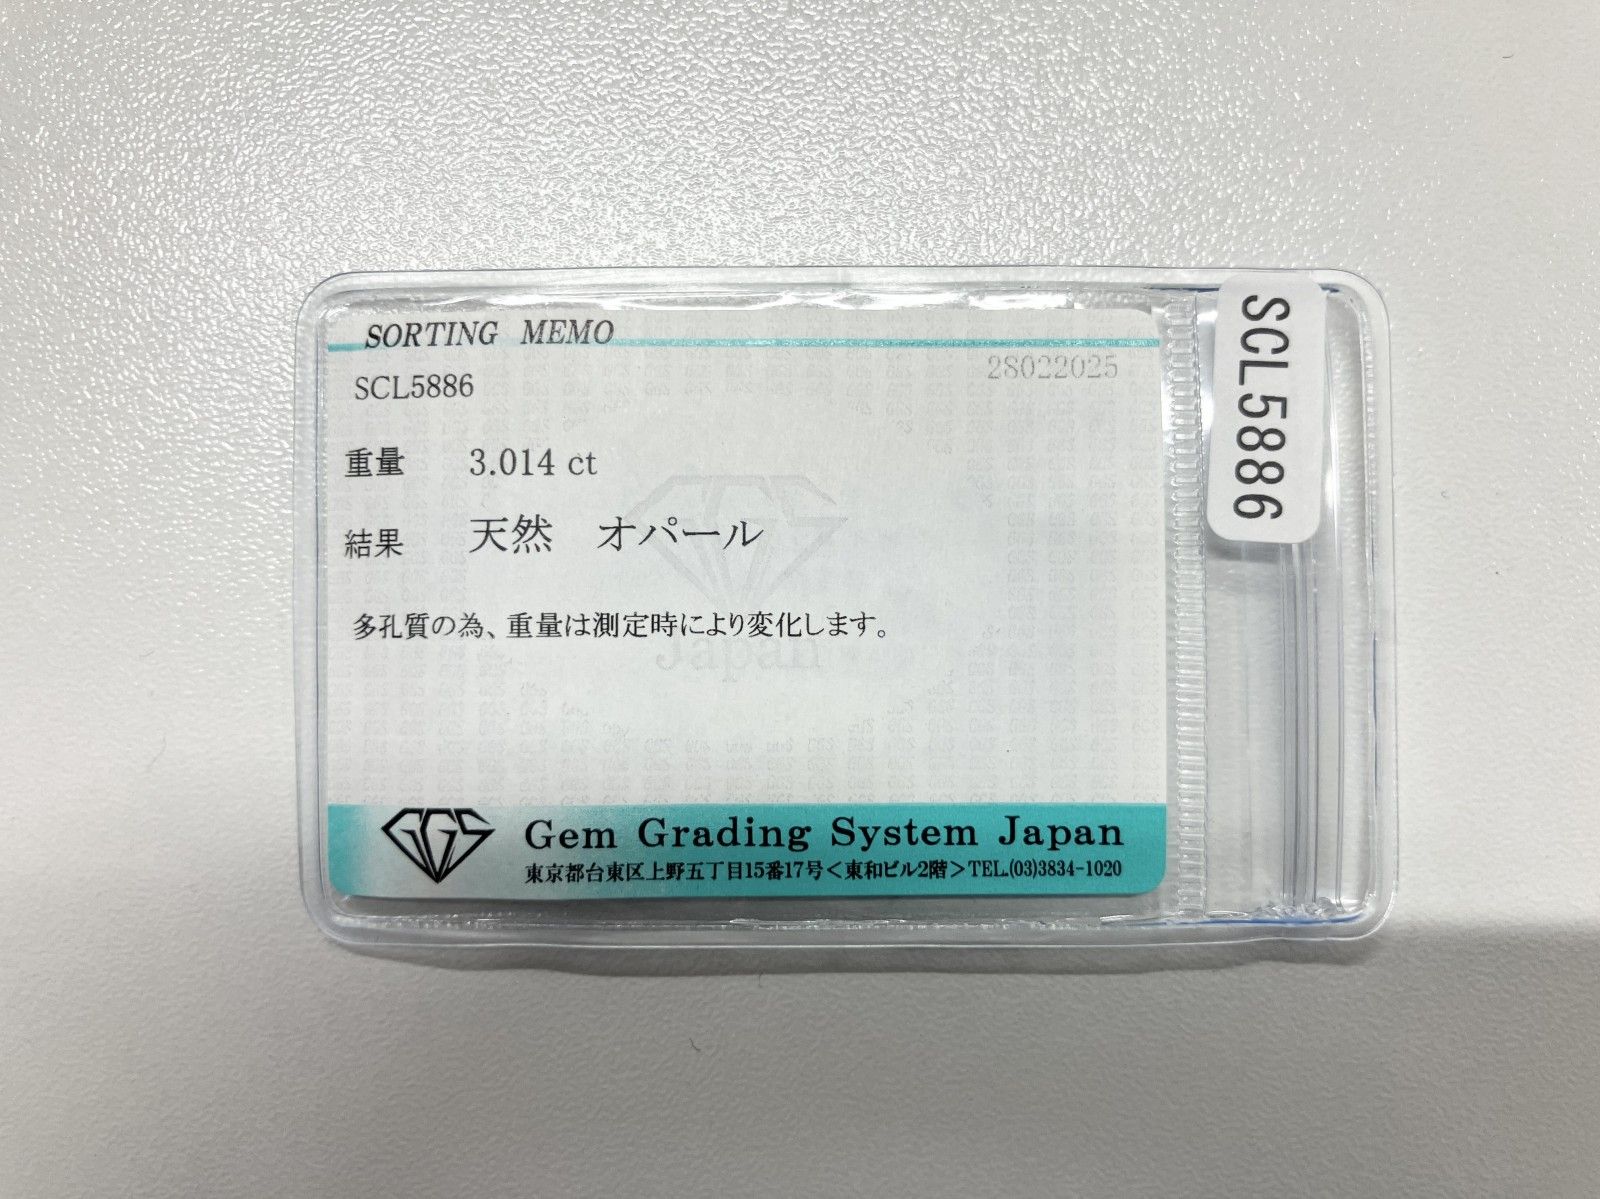 SORTING MEMO
28022025
SCL5886
重量 3.014 ct
結果 天然 オパール
多孔質の為、重量は測定時により変化します。
GGS
Japan
GGS Gem Grading System Japan
東京都台東区上野五丁目15番17号<東和ビル2階>TEL.(03)3834-1020
SCL5886